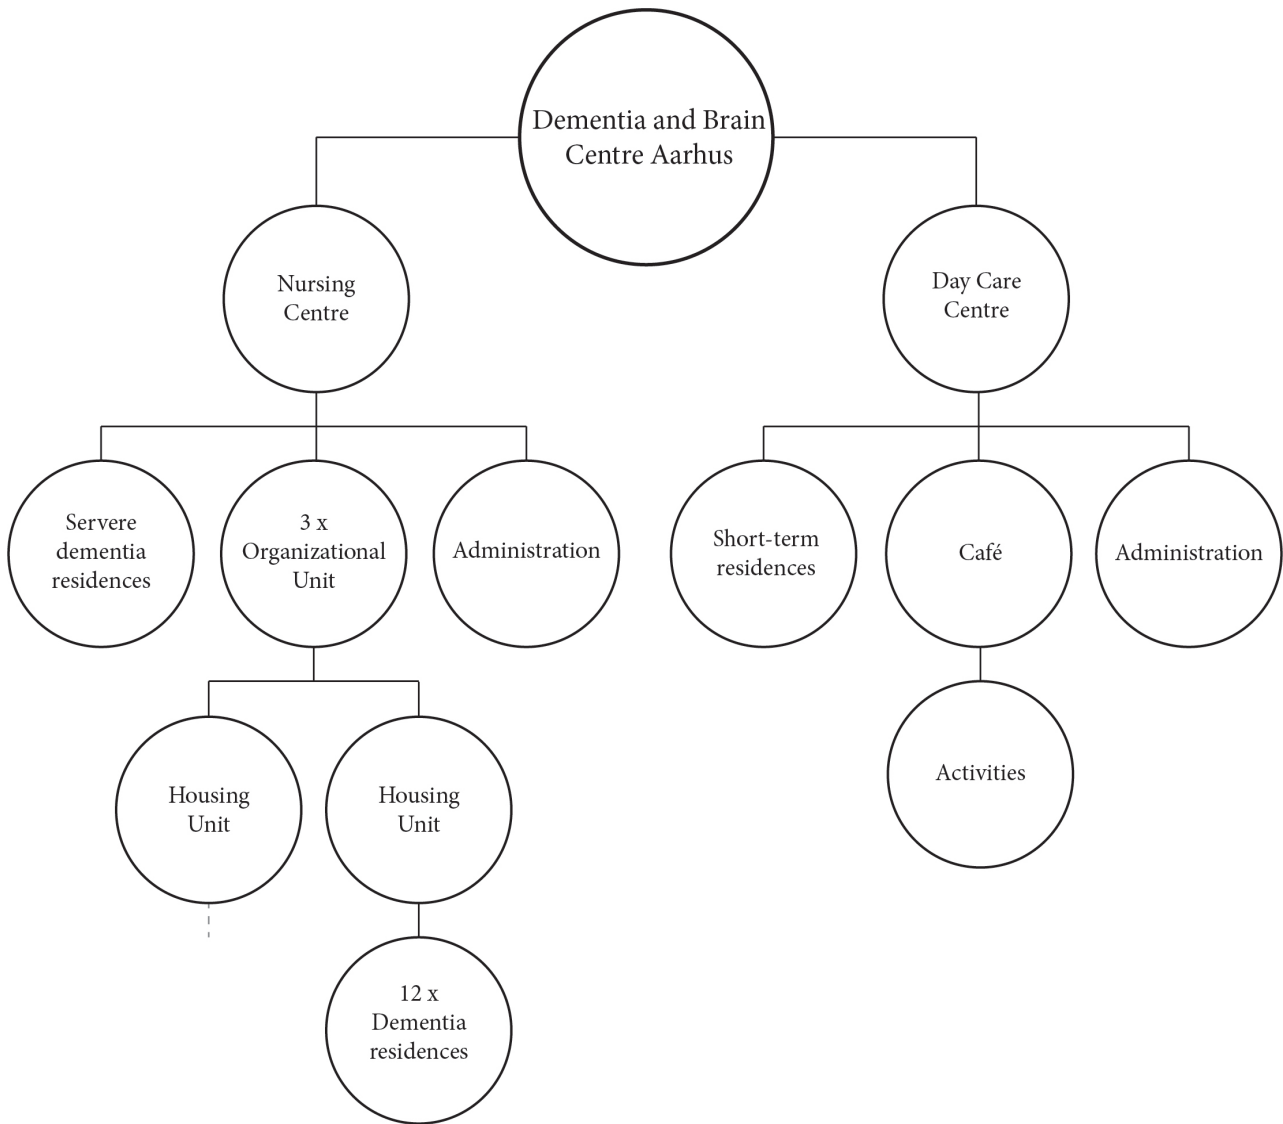 Dementia and Brain
Centre Aarhus
Nursing
Centre
Day Care
Centre
Servere
dementia
residences
3 x
Organizational
Unit
Administration
Short-term
residences
Café
Administration
Housing
Unit
Housing
Unit
Activities
12 x
Dementia
residences